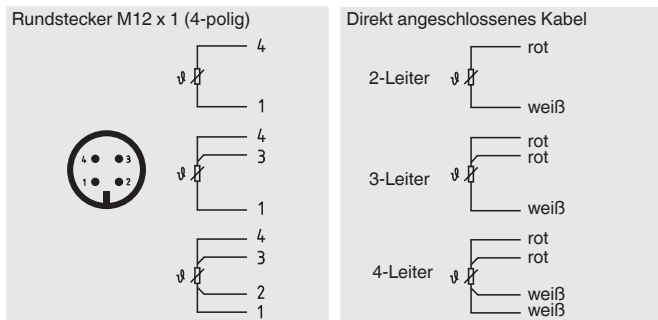 Rundstecker M12 x 1 (4-polig)
4
ϑ
1
4
3
ϑ
1
4 3
1 2
4
3
ϑ
2
1
Direkt angeschlossenes Kabel
rot
2-Leiter ϑ
weiß
rot
rot
3-Leiter ϑ
weiß
rot
rot
4-Leiter ϑ
weiß
weiß